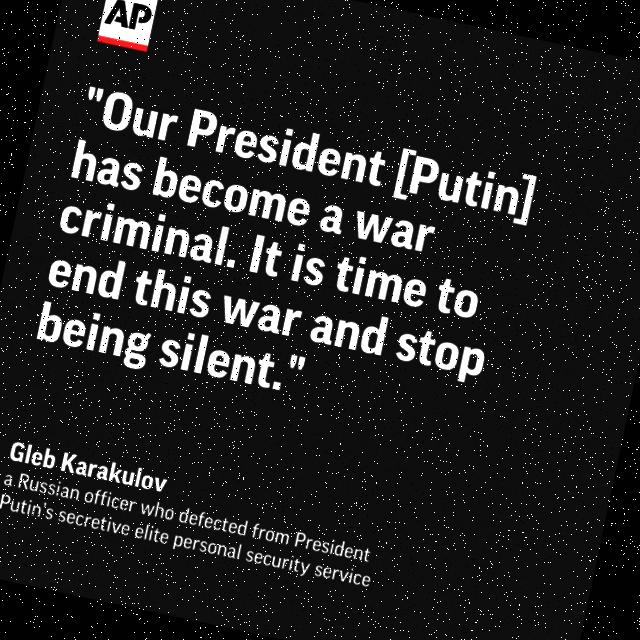 AP
"Our President [Putin]
has become a war
criminal. It is time to
end this war and stop
being silent."
Gleb Karakulov
a Russian officer who defected from President
Putin's secretive elite personal security service